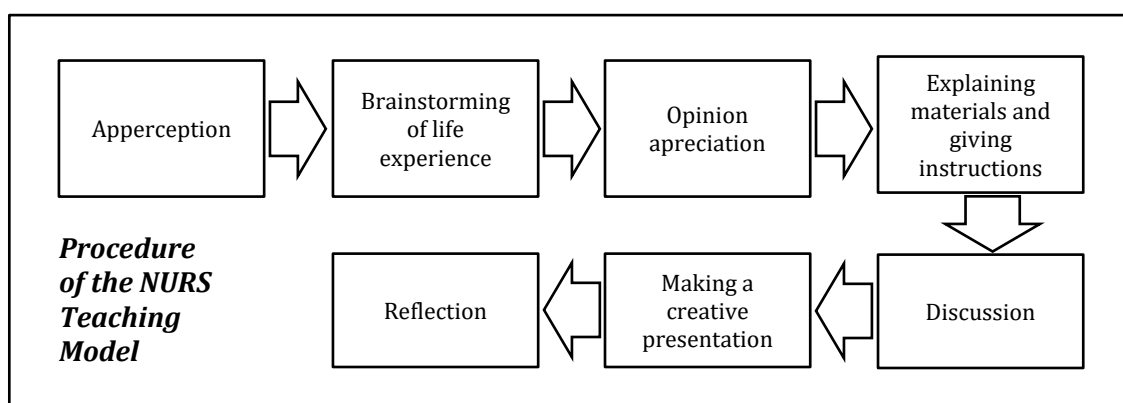 Apperception
Brainstorming
of life
experience
Opinion
apreciation
Explaining
materials and
giving
instructions
Procedure
of the NURS
Teaching
Model
Reflection
Making a
creative
presentation
Discussion